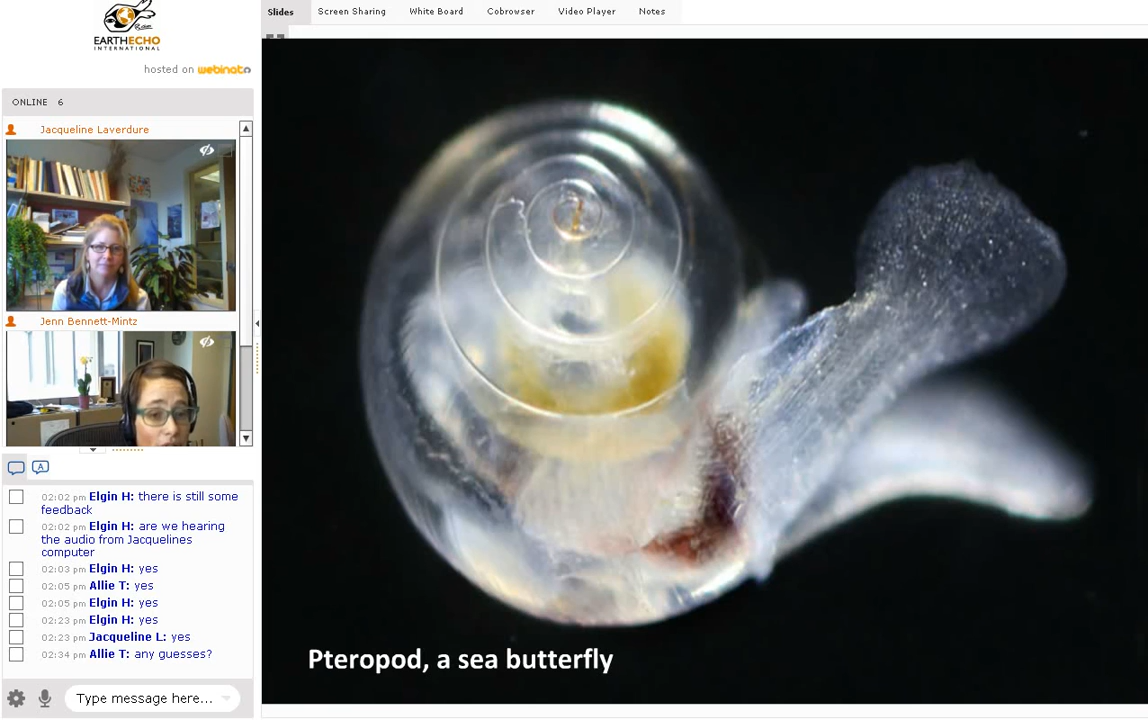 EARTHECHO
INTERNATIONAL
hosted on webinato
ONLINE 6
Jacqueline Laverdure
Jenn Bennett-Mintz
02:02 pm Elgin H: there is still some
feedback
02:02 pm Elgin H: are we hearing
the audio from Jacquelines
computer
02:03 pm Elgin H: yes
02:05 pm Allie T: yes
02:05 pm Elgin H: yes
02:23 pm Elgin H: yes
02:23 pm Jacqueline L: yes
02:34 pm Allie T: any guesses?
Type message here...
Slides Screen Sharing White Board Cobrowser Video Player Notes
Pteropod, a sea butterfly